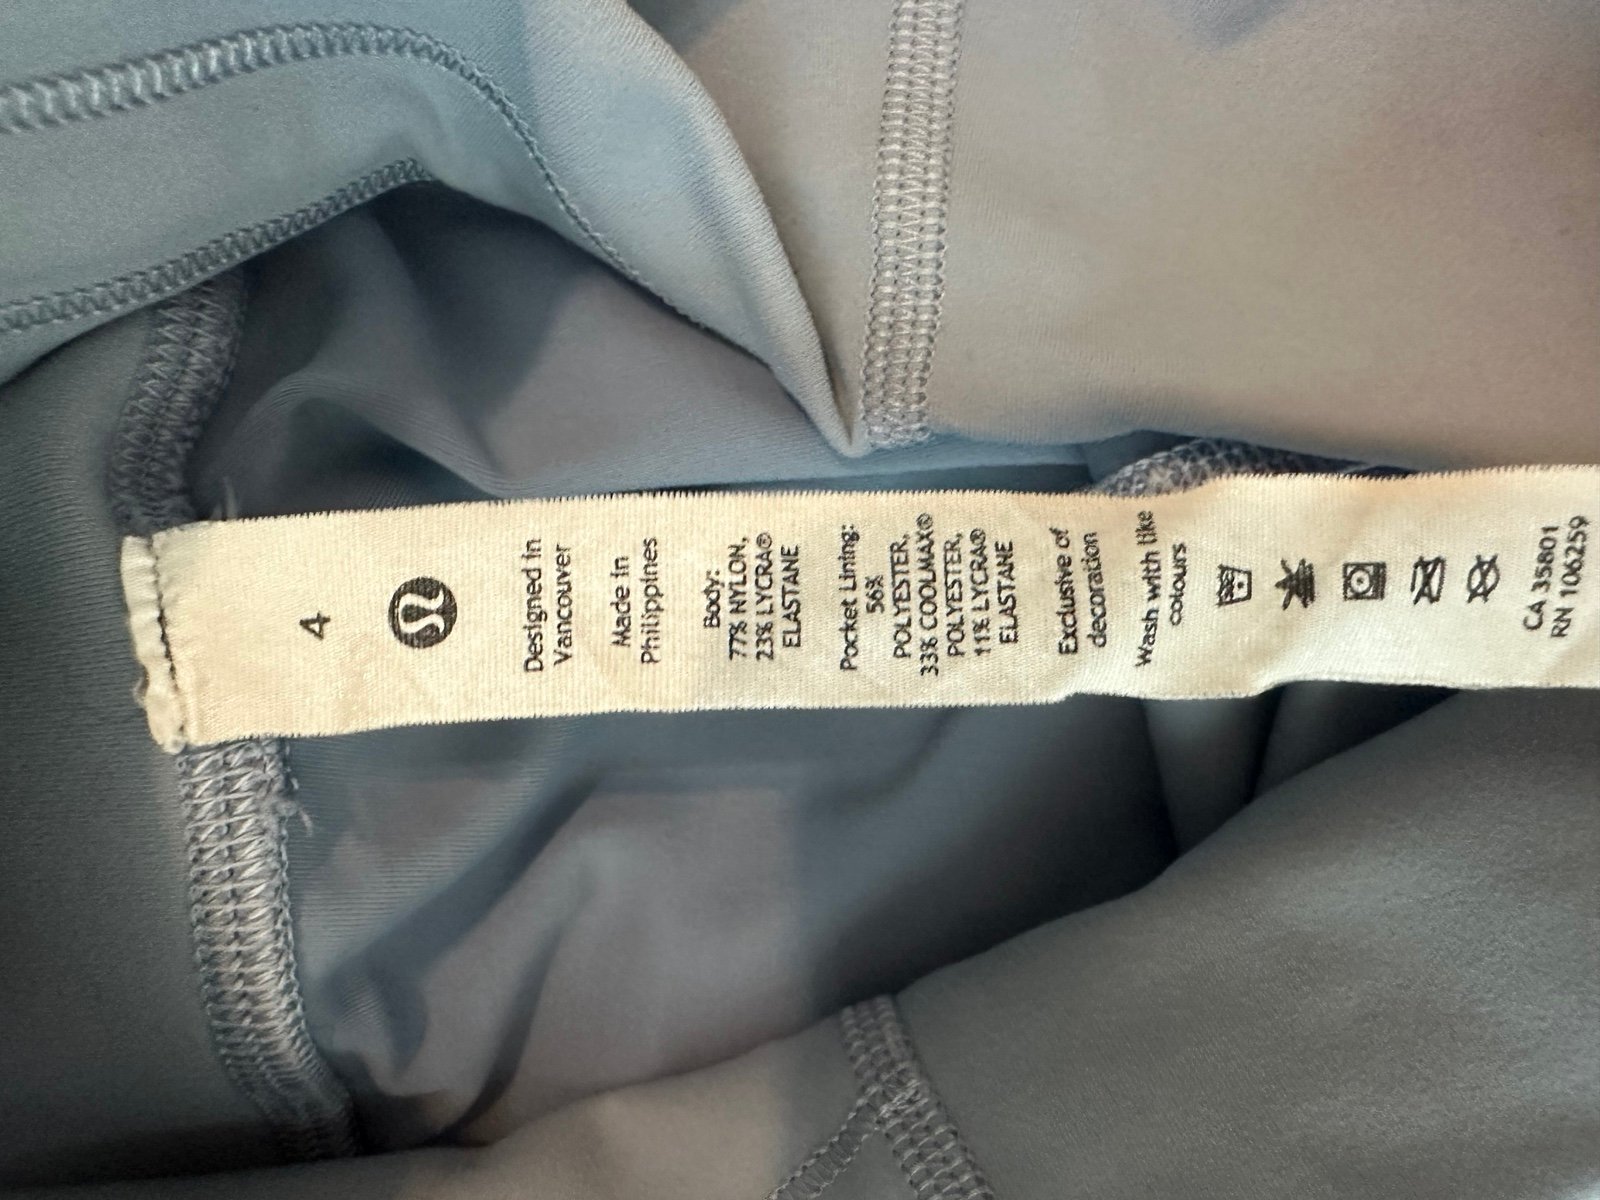 4
Designed in
Vancouver
Made in
Philippines
Body:
77% NYLON,
23% LYCRA®
ELASTANE
Pocket Lining:
56%
POLYESTER,
33% COOLMAX®
POLYESTER,
11% LYCRA®
ELASTANE
Exclusive of
decoration
Wash with like
colours
CA 35801
RN 106259